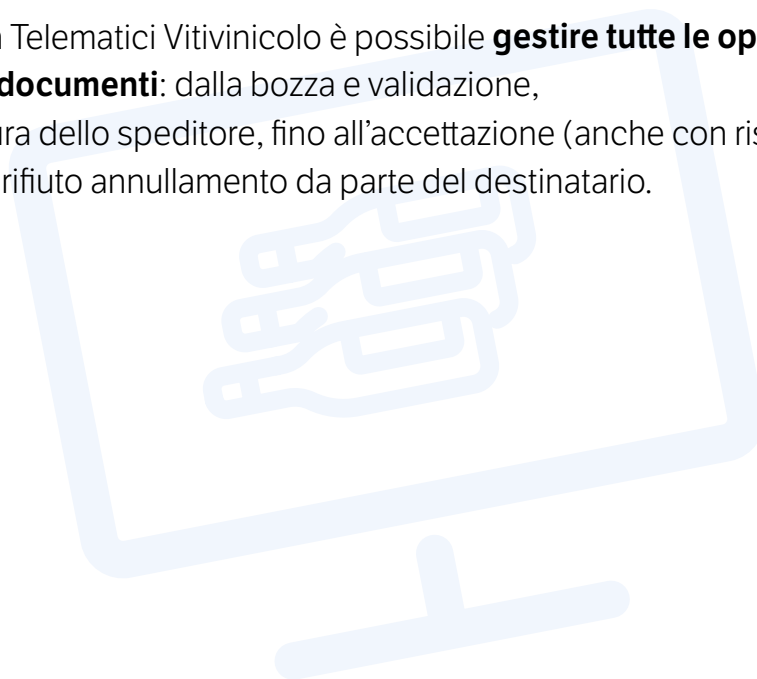 Telematici Vitivinicolo è possibile gestire tutte le op
documenti: dalla bozza e validazione,
ura dello speditore, fino all’accettazione (anche con ris
rifiuto annullamento da parte del destinatario.